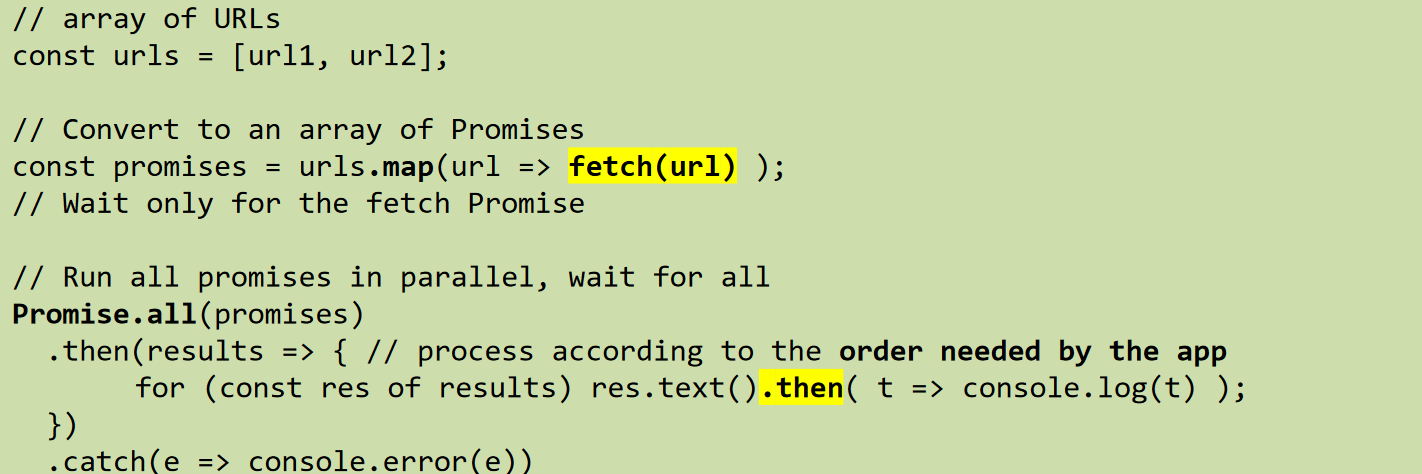 // array of URLs
const urls = [url1, url2];
// Convert to an array of Promises
const promises = urls.map(url => fetch(url) );
// Wait only for the fetch Promise
// Run all promises in parallel, wait for all
Promise.all(promises)
.then(results => { // process according to the order needed by the app
for (const res of results) res.text().then( t => console.log(t) );
})
.catch(e => console.error(e))